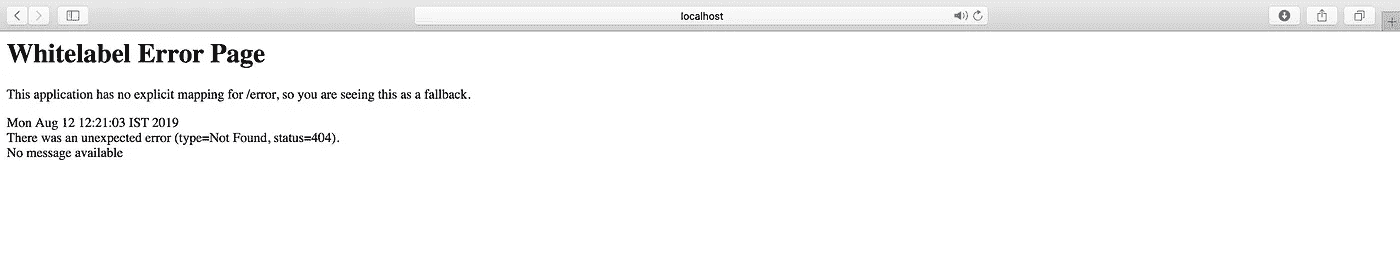 localhost
Whitelabel Error Page
This application has no explicit mapping for /error, so you are seeing this as a fallback.
Mon Aug 12 12:21:03 IST 2019
There was an unexpected error (type=Not Found, status=404).
No message available